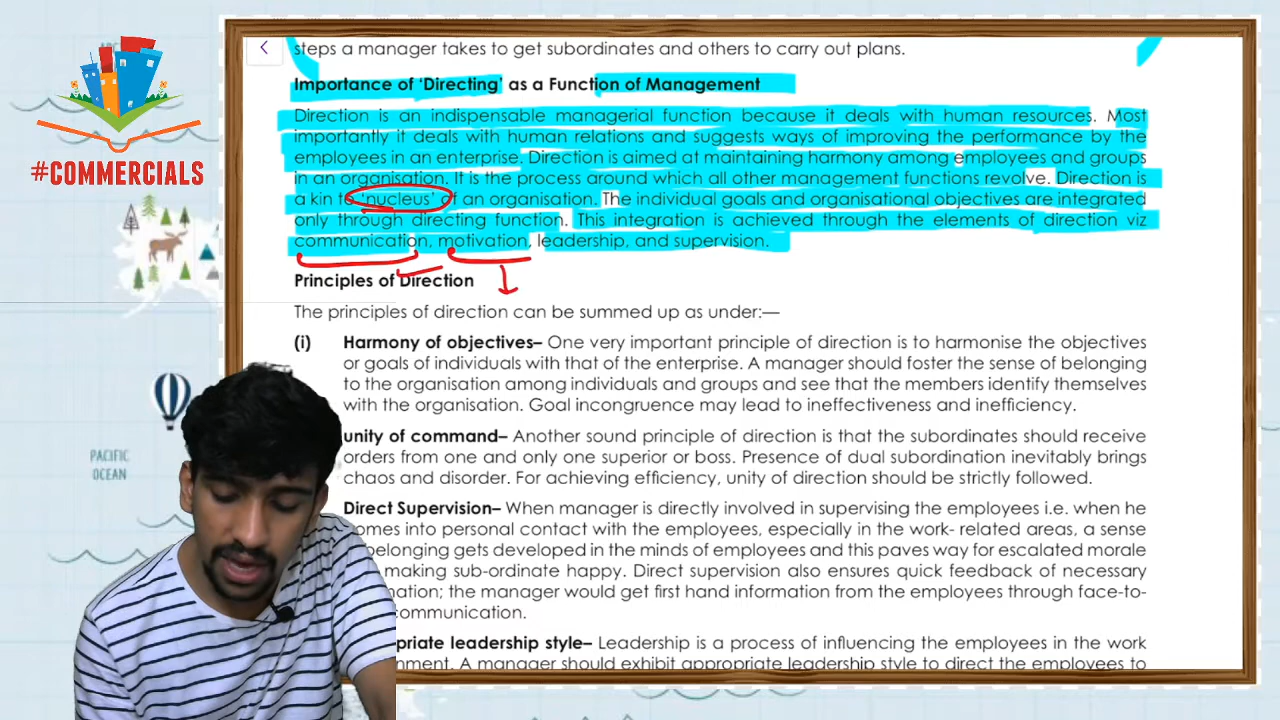 steps a manager takes to get subordinates and others to carry out plans.
Importance of 'Directing' as a Function of Management
Direction is an indispensable managerial function because it deals with human resources. Most
importantly it deals with human relations and suggests ways of improving the performance by the
employees in an enterprise. Direction is aimed at maintaining harmony among employees and groups
in an organisation. It is the process around which all other management functions revolve. Direction is
a kin to 'nucleus' of an organisation. The individual goals and organisational objectives are integrated
only through directing function. This integration is achieved through the elements of direction viz
communication, motivation, leadership, and supervision.
#COMMERCIALS
Principles of Direction
The principles of direction can be summed up as under:—
(i) Harmony of objectives– One very important principle of direction is to harmonise the objectives
or goals of individuals with that of the enterprise. A manager should foster the sense of belonging
to the organisation among individuals and groups and see that the members identify themselves
with the organisation. Goal incongruence may lead to ineffectiveness and inefficiency.
unity of command– Another sound principle of direction is that the subordinates should receive
orders from one and only one superior or boss. Presence of dual subordination inevitably brings
chaos and disorder. For achieving efficiency, unity of direction should be strictly followed.
Direct Supervision– When manager is directly involved in supervising the employees i.e. when he
omes into personal contact with the employees, especially in the work- related areas, a sense
belonging gets developed in the minds of employees and this paves way for escalated morale
making sub-ordinate happy. Direct supervision also ensures quick feedback of necessary
mation; the manager would get first hand information from the employees through face-to-
communication.
priate leadership style– Leadership is a process of influencing the employees in the work
nment. A manager should exhibit appropriate leadership style to direct the employees to
PACIFIC
OCEAN